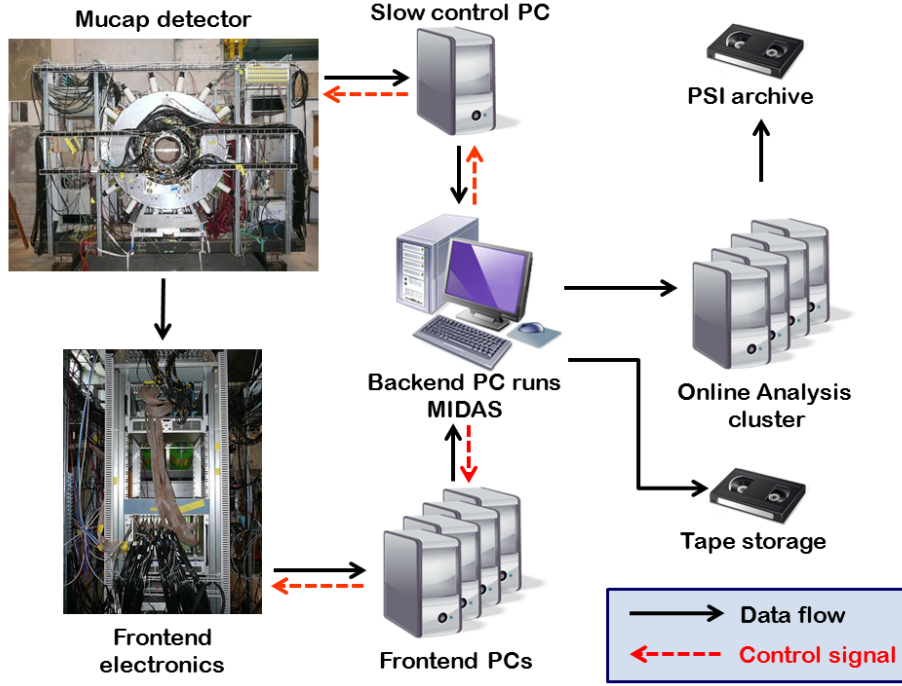 Mucap detector
Slow control PC
PSI archive
Backend PC runs
MIDAS
Online Analysis
cluster
Tape storage
Frontend
electronics
Frontend PCs
Data flow
Control signal